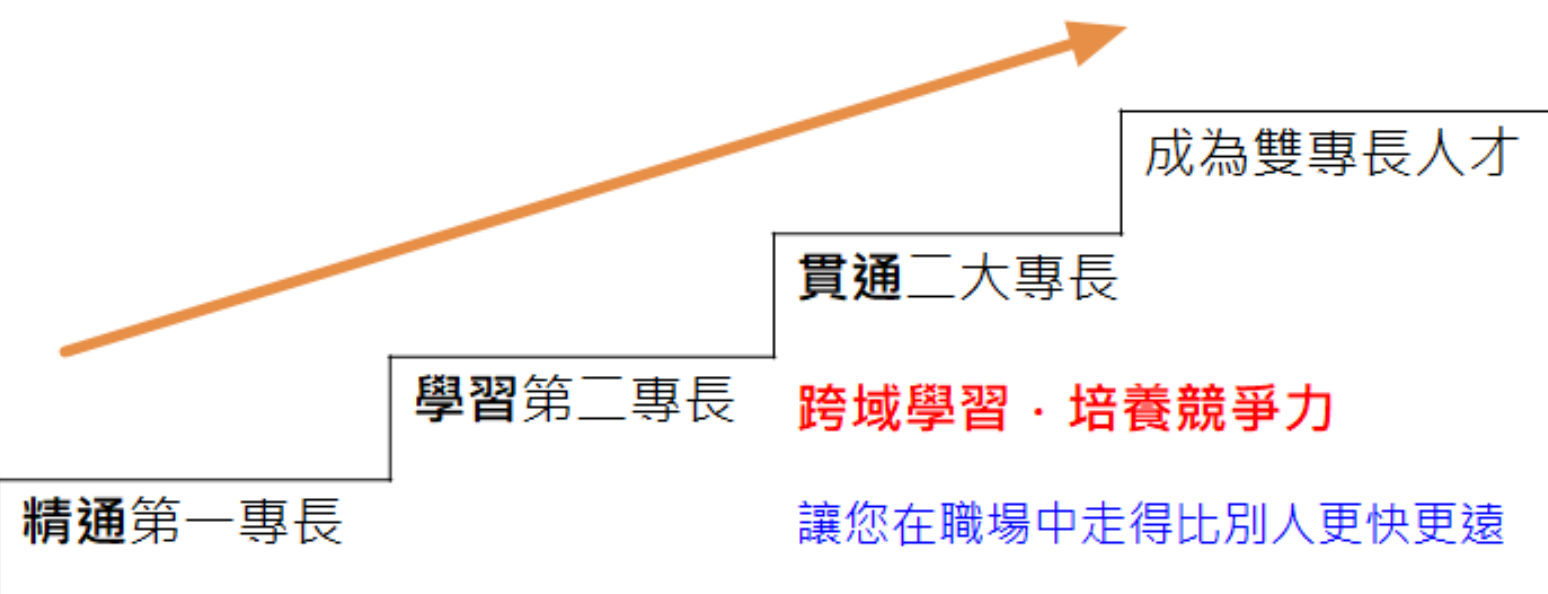 成為雙專長人才
貫通二大專長
學習第二專長
跨域學習．培養競爭力
精通第一專長
讓您在職場中走得比別人更快更遠